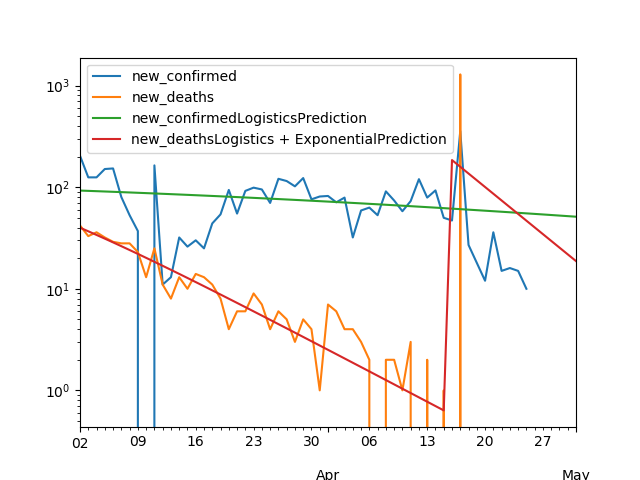 new_confirmed
new_deaths
new_confirmedLogisticsPrediction
new_deathsLogistics + ExponentialPrediction
10³
10²
10¹
10⁰
02 09 16 23 30 06 13 20 27
Apr May